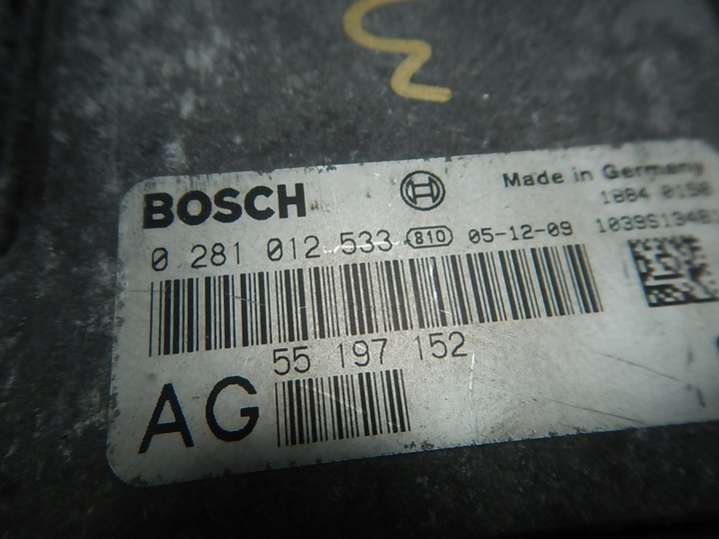 BOSCH
Made in Germany
0 281 012 533 810 05-12-09
55 197 152
AG